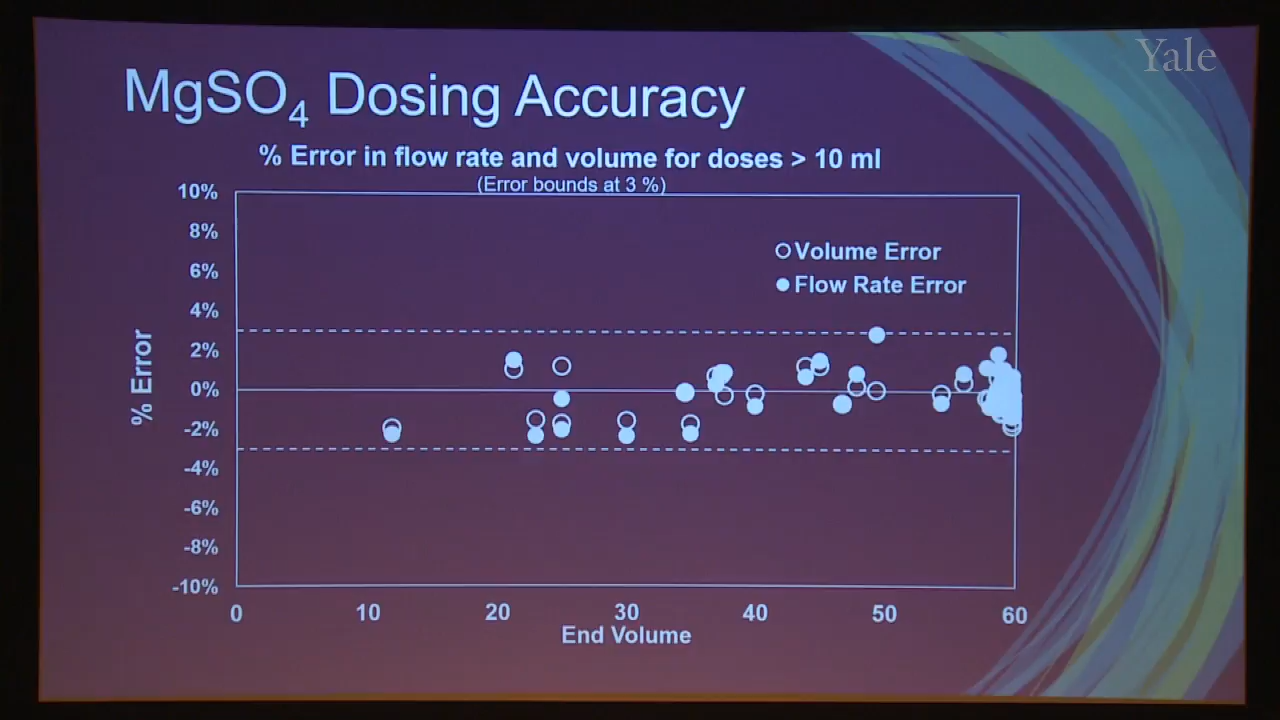 Yale
MgSO₄ Dosing Accuracy
% Error in flow rate and volume for doses > 10 ml
(Error bounds at 3 %)
10%
8%
6%
4%
2%
0%
-2%
-4%
-6%
-8%
-10%
% Error
Volume Error
Flow Rate Error
0 10 20 30 40 50 60
End Volume